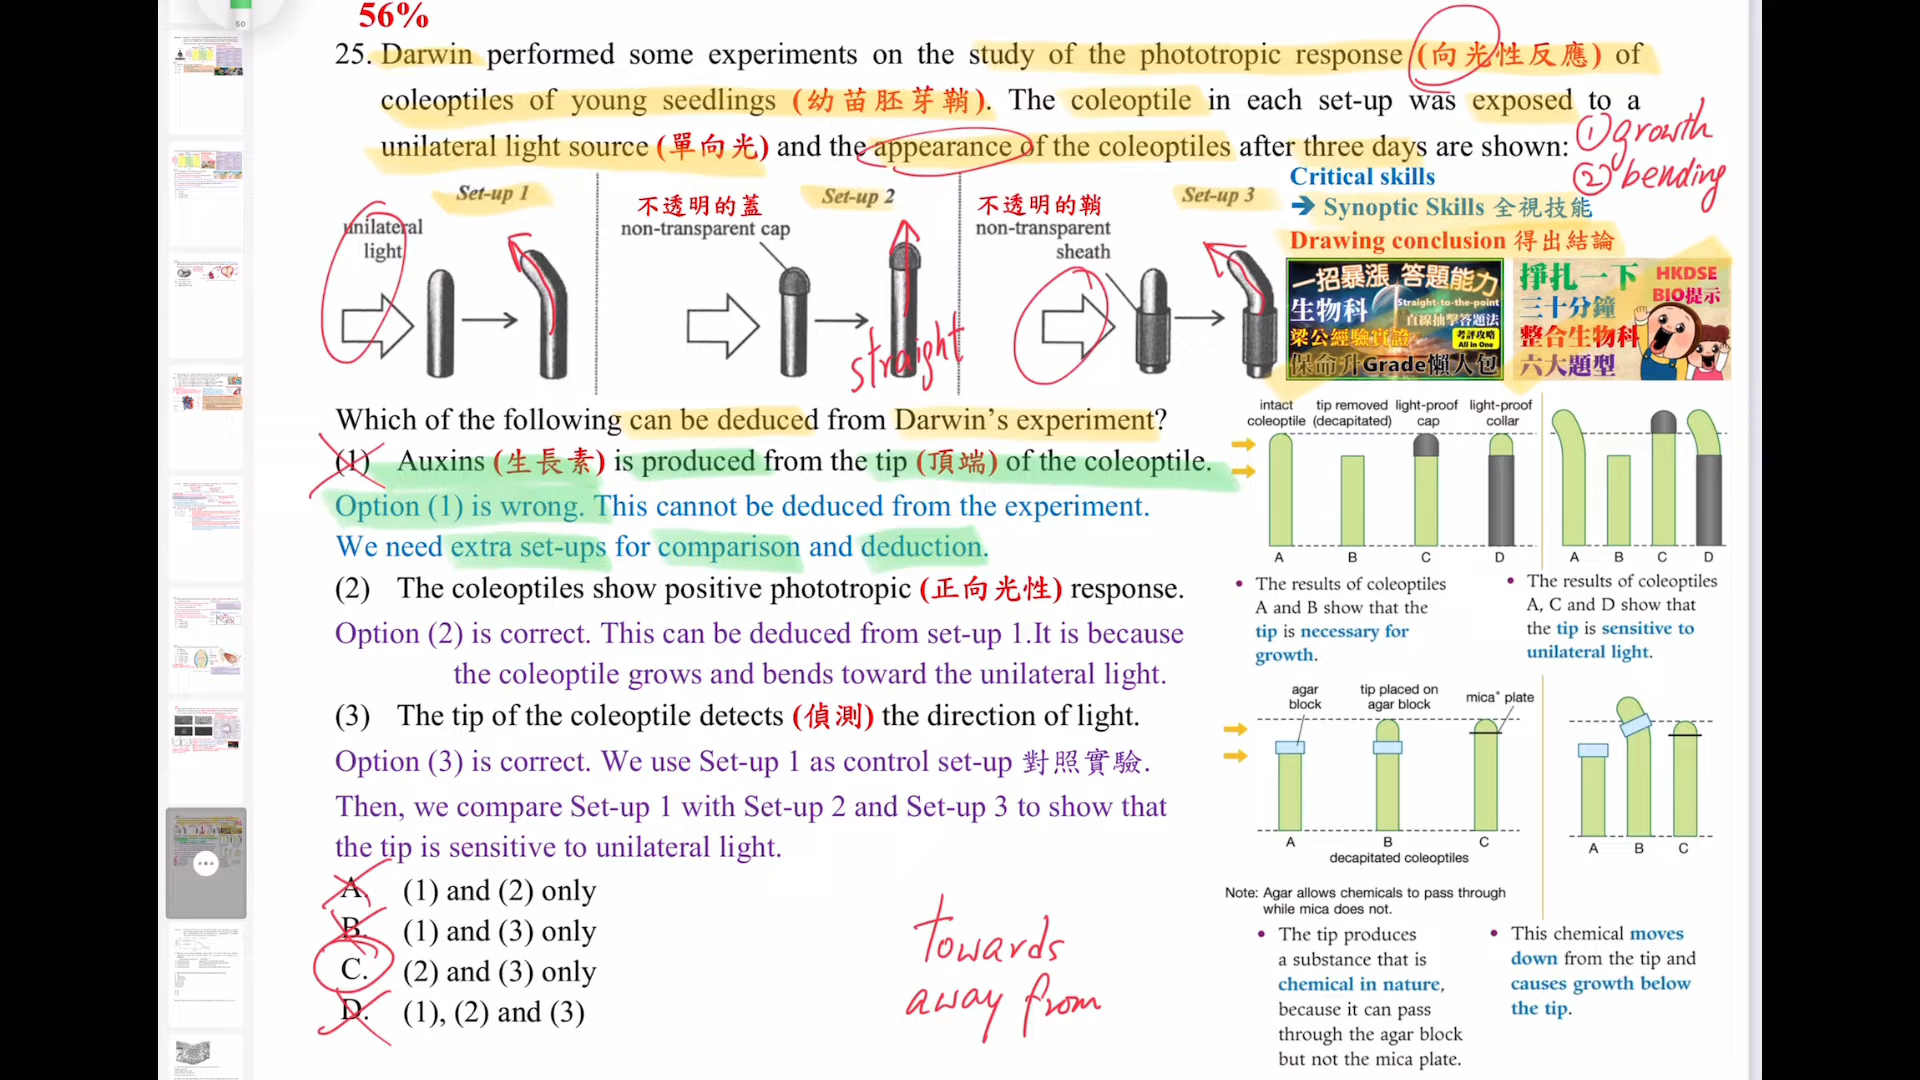 50
56%
25. Darwin performed some experiments on the study of the phototropic response (向光性反應) of
coleoptiles of young seedlings (幼苗胚芽鞘). The coleoptile in each set-up was exposed to a
unilateral light source (單向光) and the appearance of the coleoptiles after three days are shown:
① growth
② bending
Set-up 1
unilateral
light
不透明的蓋
Set-up 2
non-transparent cap
straight
不透明的鞘
Set-up 3
non-transparent
sheath
Critical skills
➔ Synoptic Skills 全視技能
Drawing conclusion 得出結論
一招暴漲 答題能力
生物科
Straight-to-the-point
直線抽擊答題法
梁公經驗實證
考評攻略
All in One
保命升Grade懶人包
掙扎一下
HKDSE
BIO提示
三十分鐘
整合生物科
六大題型
Which of the following can be deduced from Darwin's experiment?
(1) Auxins (生長素) is produced from the tip (頂端) of the coleoptile.
Option (1) is wrong. This cannot be deduced from the experiment.
We need extra set-ups for comparison and deduction.
(2) The coleoptiles show positive phototropic (正向光性) response.
Option (2) is correct. This can be deduced from set-up 1.It is because
the coleoptile grows and bends toward the unilateral light.
(3) The tip of the coleoptile detects (偵測) the direction of light.
Option (3) is correct. We use Set-up 1 as control set-up 對照實驗.
Then, we compare Set-up 1 with Set-up 2 and Set-up 3 to show that
the tip is sensitive to unilateral light.
A. (1) and (2) only
B. (1) and (3) only
C. (2) and (3) only
D. (1), (2) and (3)
towards
away from
intact
coleoptile
tip removed
(decapitated)
light-proof
cap
light-proof
collar
A B C D
A B C D
• The results of coleoptiles
A and B show that the
tip is necessary for
growth.
• The results of coleoptiles
A, C and D show that
the tip is sensitive to
unilateral light.
agar
block
tip placed on
agar block
mica* plate
A B C
decapitated coleoptiles
A B C
Note: Agar allows chemicals to pass through
while mica does not.
• The tip produces
a substance that is
chemical in nature,
because it can pass
through the agar block
but not the mica plate.
• This chemical moves
down from the tip and
causes growth below
the tip.